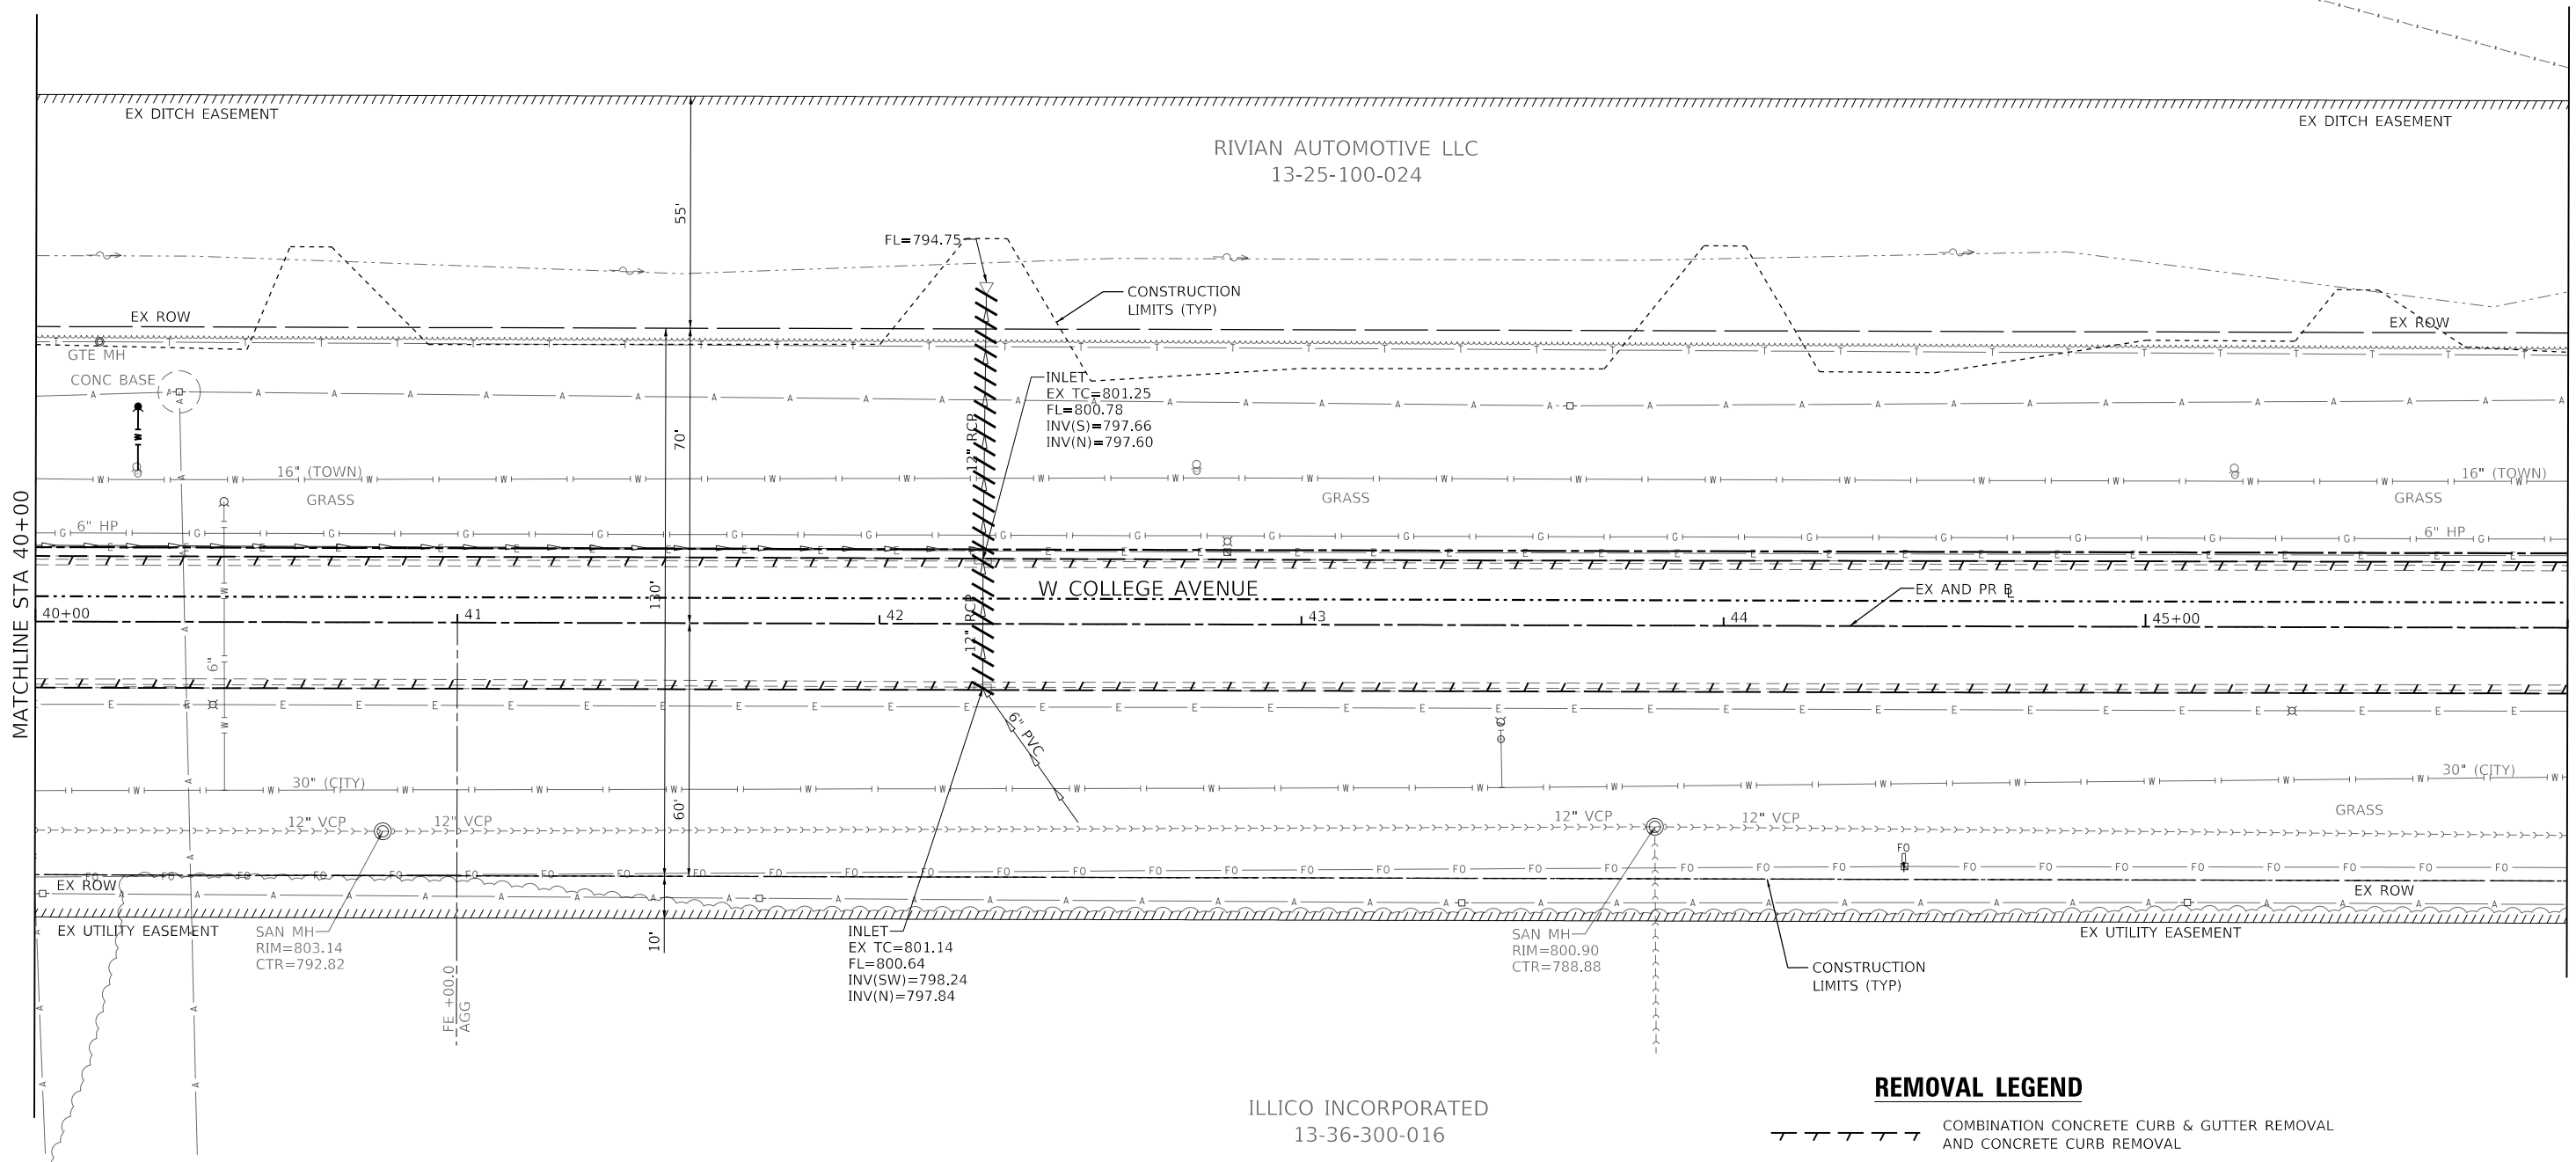 EX DITCH EASEMENT
EX DITCH EASEMENT
RIVIAN AUTOMOTIVE LLC
13-25-100-024
55'
FL=794.75
CONSTRUCTION
LIMITS (TYP)
EX ROW
EX ROW
GTE MH
CONC BASE
INLET
EX TC=801.25
FL=800.78
INV(S)=797.66
INV(N)=797.60
70'
12" RCP
16" (TOWN)
16" (TOWN)
GRASS
GRASS
GRASS
6" HP
6" HP
MATCHLINE STA 40+00
W COLLEGE AVENUE
EX AND PR BL
130'
12" RCP
40+00
41
42
43
44
45+00
6"
6" PVC
30" (CITY)
30" (CITY)
60'
GRASS
12" VCP
12" VCP
12" VCP
12" VCP
FO
EX ROW
EX ROW
EX UTILITY EASEMENT
EX UTILITY EASEMENT
10'
SAN MH
RIM=803.14
CTR=792.82
INLET
EX TC=801.14
FL=800.64
INV(SW)=798.24
INV(N)=797.84
SAN MH
RIM=800.90
CTR=788.88
CONSTRUCTION
LIMITS (TYP)
FE +00.0
AGG
ILLICO INCORPORATED
13-36-300-016
REMOVAL LEGEND
COMBINATION CONCRETE CURB & GUTTER REMOVAL
AND CONCRETE CURB REMOVAL